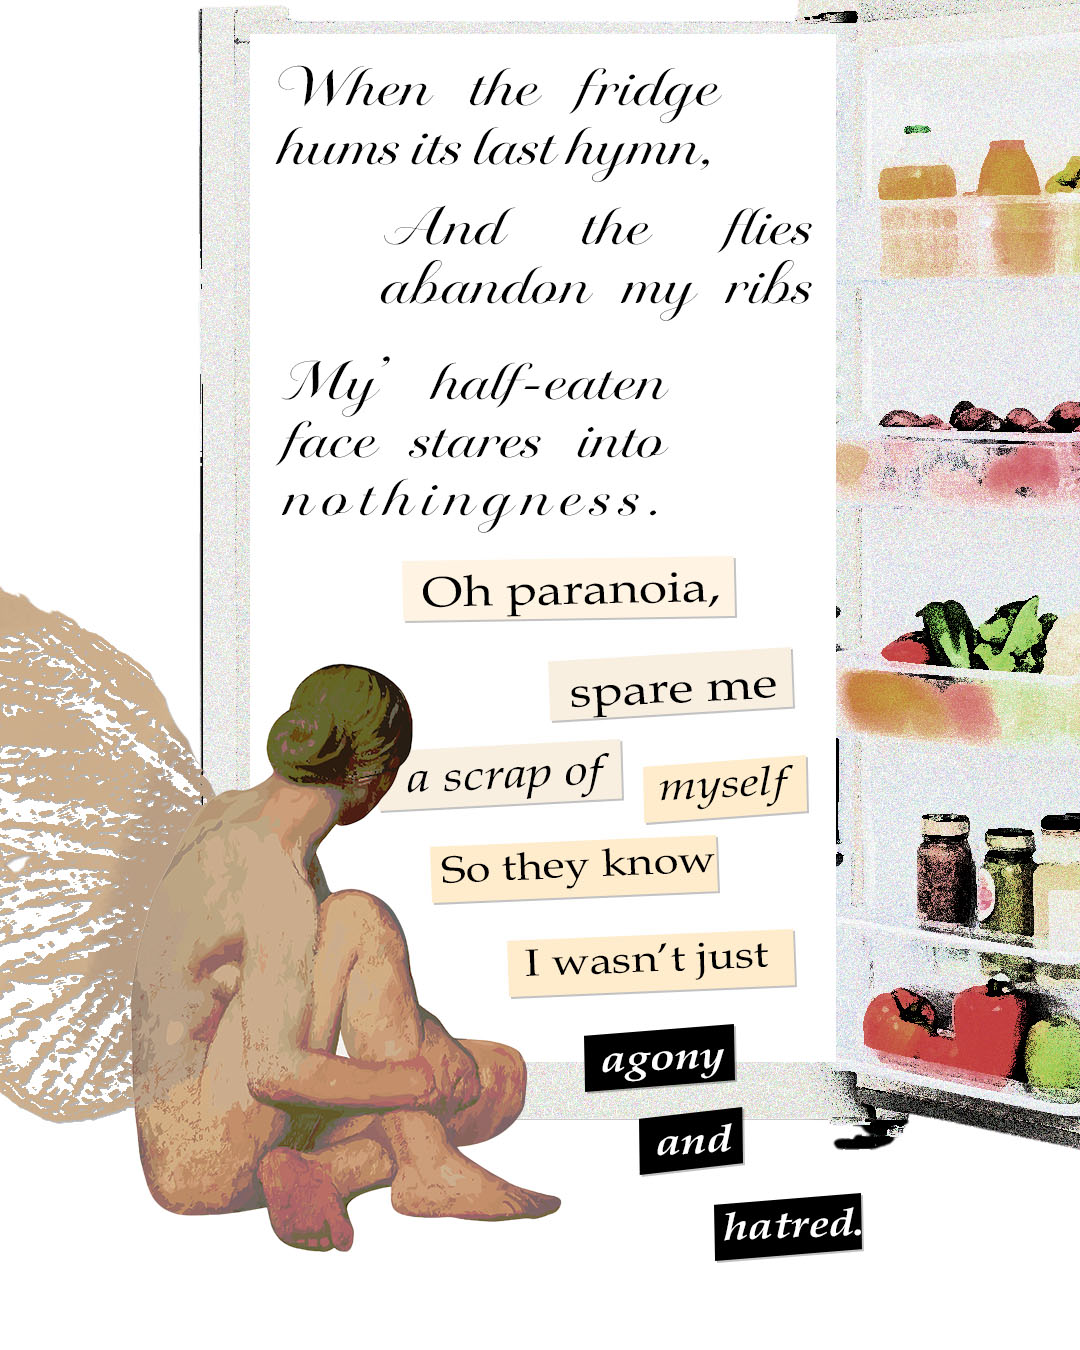 When the fridge
hums its last hymn,
And the flies
abandon my ribs
My’ half-eaten
face stares into
nothingness.
Oh paranoia,
spare me
a scrap of myself
So they know
I wasn’t just
agony
and
hatred.